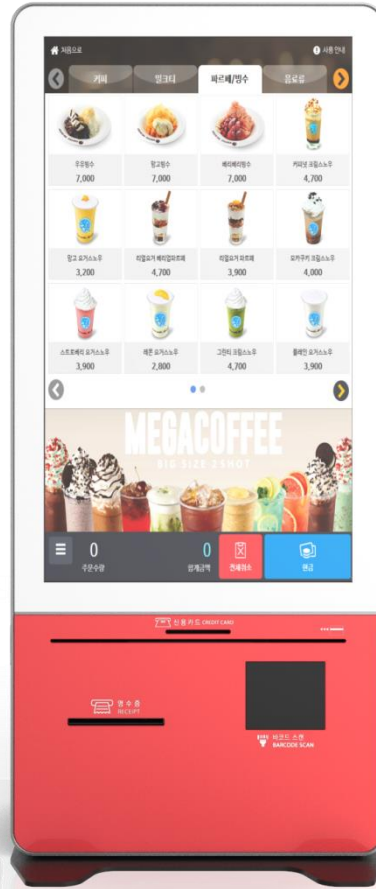 처음으로
사용 안내
커피
밀크티
파르페/빙수
음료류
우유빙수
망고빙수
베리베리빙수
커피넛 크림스노우
7,000
7,000
7,000
4,700
망고 요거스노우
리얼요거 베리얼파르페
리얼요거 파르페
모카쿠키 크림스노우
3,200
4,700
3,900
4,000
스트로베리 요거스노우
레몬 요거스노우
그린티 크림스노우
플레인 요거스노우
3,900
2,800
4,700
3,900
MEGACOFFEE
BIG SIZE 2SHOT
0
주문수량
0
합계금액
전체취소
현금
신용카드 CREDIT CARD
영수증
RECEIPT
바코드 스캔
BARCODE SCAN